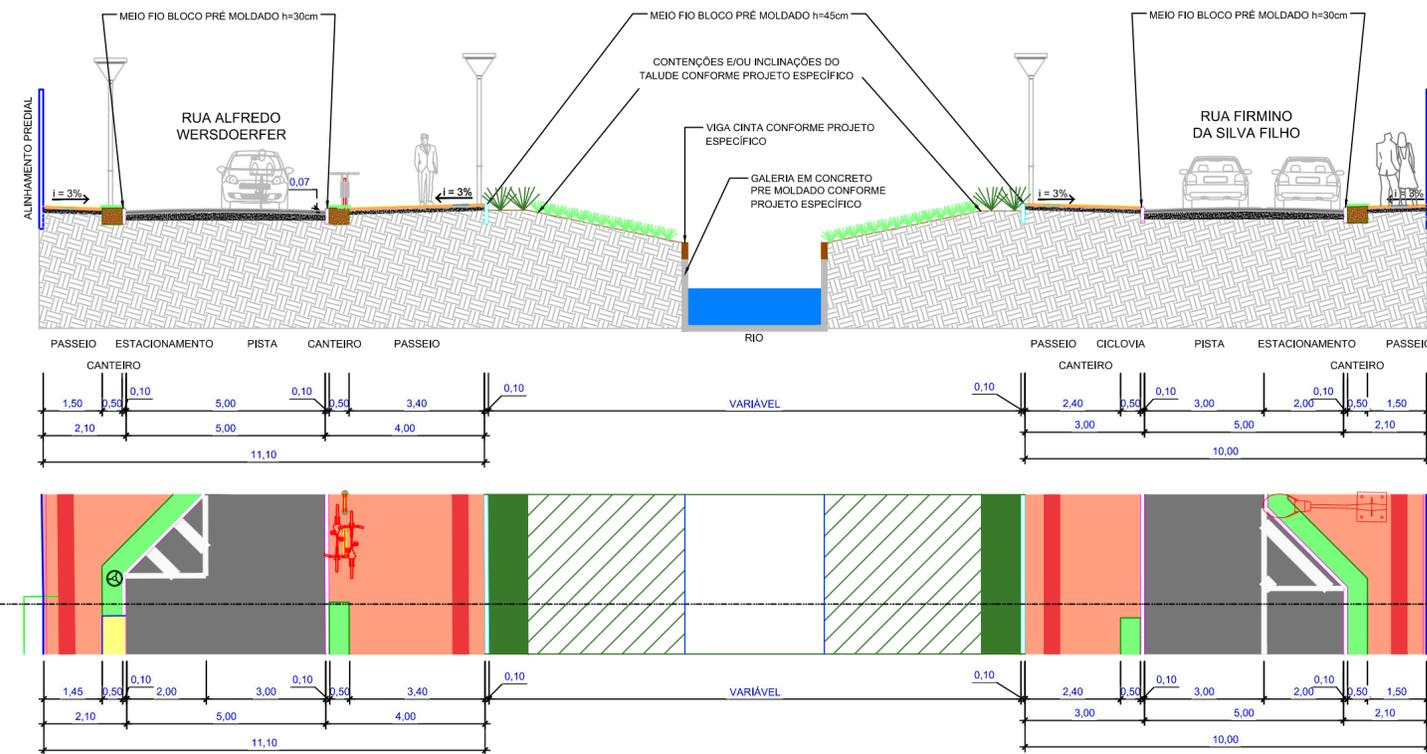 MEIO FIO BLOCO PRÉ MOLDADO h=30cm
MEIO FIO BLOCO PRÉ MOLDADO h=45cm
MEIO FIO BLOCO PRÉ MOLDADO h=30cm
CONTENÇÕES E/OU INCLINAÇÕES DO
TALUDE CONFORME PROJETO ESPECÍFICO
ALINHAMENTO PREDIAL
RUA ALFREDO
WERSDOERFER
RUA FIRMINO
DA SILVA FILHO
VIGA CINTA CONFORME PROJETO
ESPECÍFICO
GALERIA EM CONCRETO
PRE MOLDADO CONFORME
PROJETO ESPECÍFICO
i = 3%
0,07
i = 3%
i = 3%
i = 3%
RIO
PASSEIO ESTACIONAMENTO PISTA CANTEIRO PASSEIO
CANTEIRO
PASSEIO CICLOVIA PISTA ESTACIONAMENTO PASSEIO
CANTEIRO CANTEIRO
1,50 0,50 0,10 5,00 0,10 0,50 3,40 0,10 VARIÁVEL 0,10 2,40 0,50 0,10 3,00 2,00 0,10 0,50 1,50
2,10 5,00 4,00 3,00 5,00 2,10
11,10 10,00
1,45 0,50 0,10 2,00 3,00 0,10 0,50 3,40 0,10 VARIÁVEL 0,10 2,40 0,50 0,10 3,00 2,00 0,10 0,50 1,50
2,10 5,00 4,00 3,00 5,00 2,10
11,10 10,00